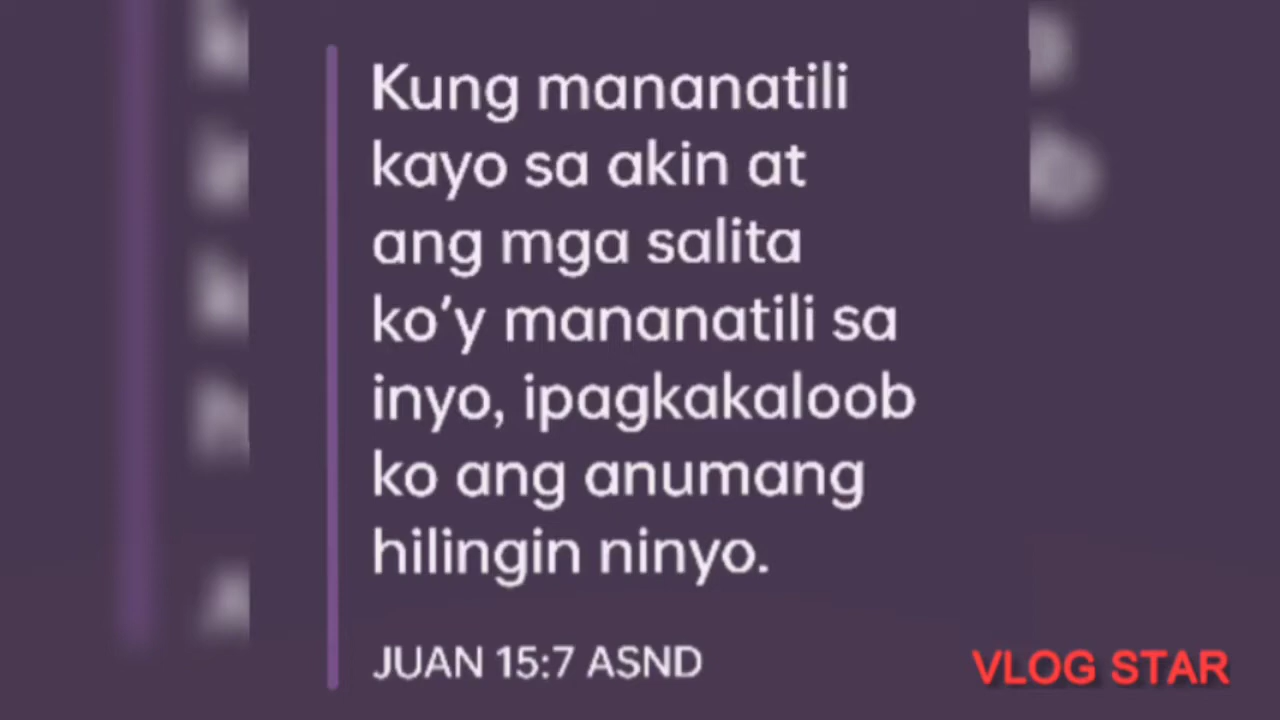 Kung mananatili
kayo sa akin at
ang mga salita
ko’y mananatili sa
inyo, ipagkakaloob
ko ang anumang
hilingin ninyo.
JUAN 15:7 ASND
VLOG STAR